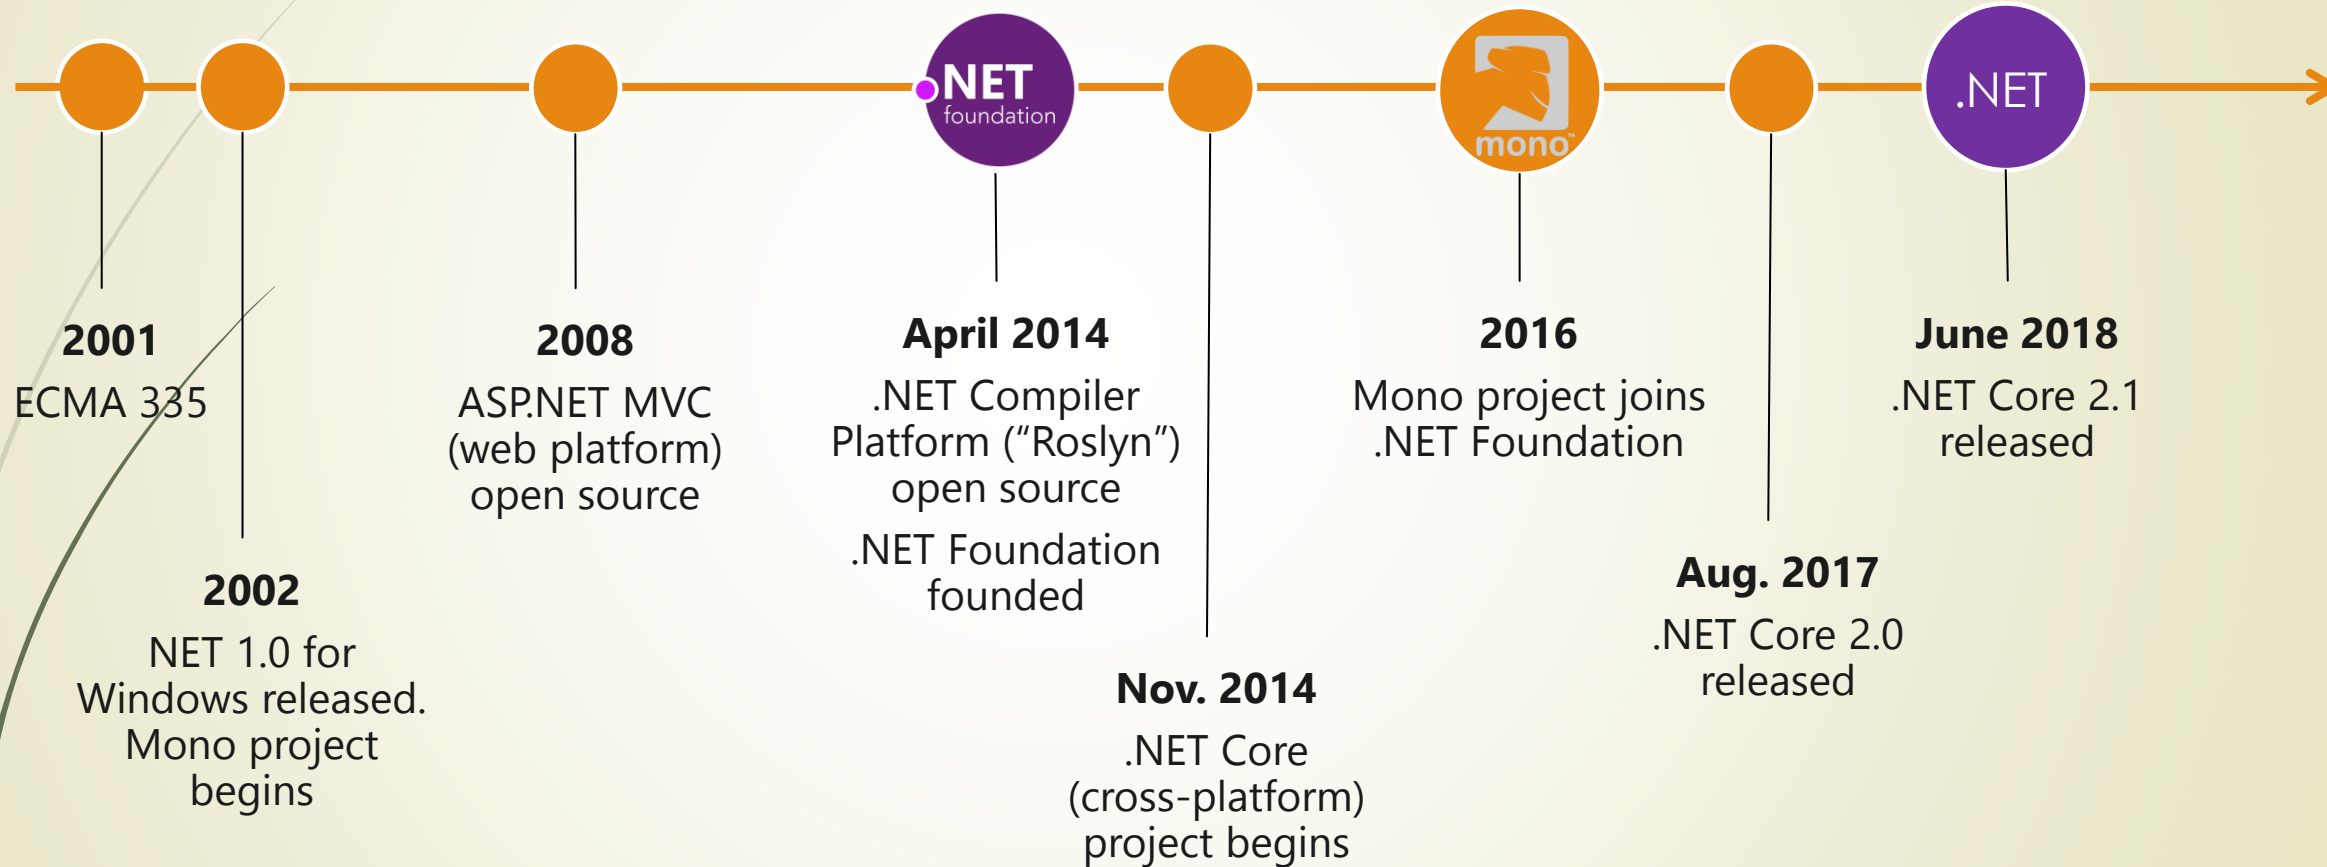 .NET
foundation
mono™
.NET
2001
ECMA 335
2002
NET 1.0 for
Windows released.
Mono project
begins
2008
ASP.NET MVC
(web platform)
open source
April 2014
.NET Compiler
Platform (“Roslyn”)
open source
.NET Foundation
founded
Nov. 2014
.NET Core
(cross-platform)
project begins
2016
Mono project joins
.NET Foundation
Aug. 2017
.NET Core 2.0
released
June 2018
.NET Core 2.1
released